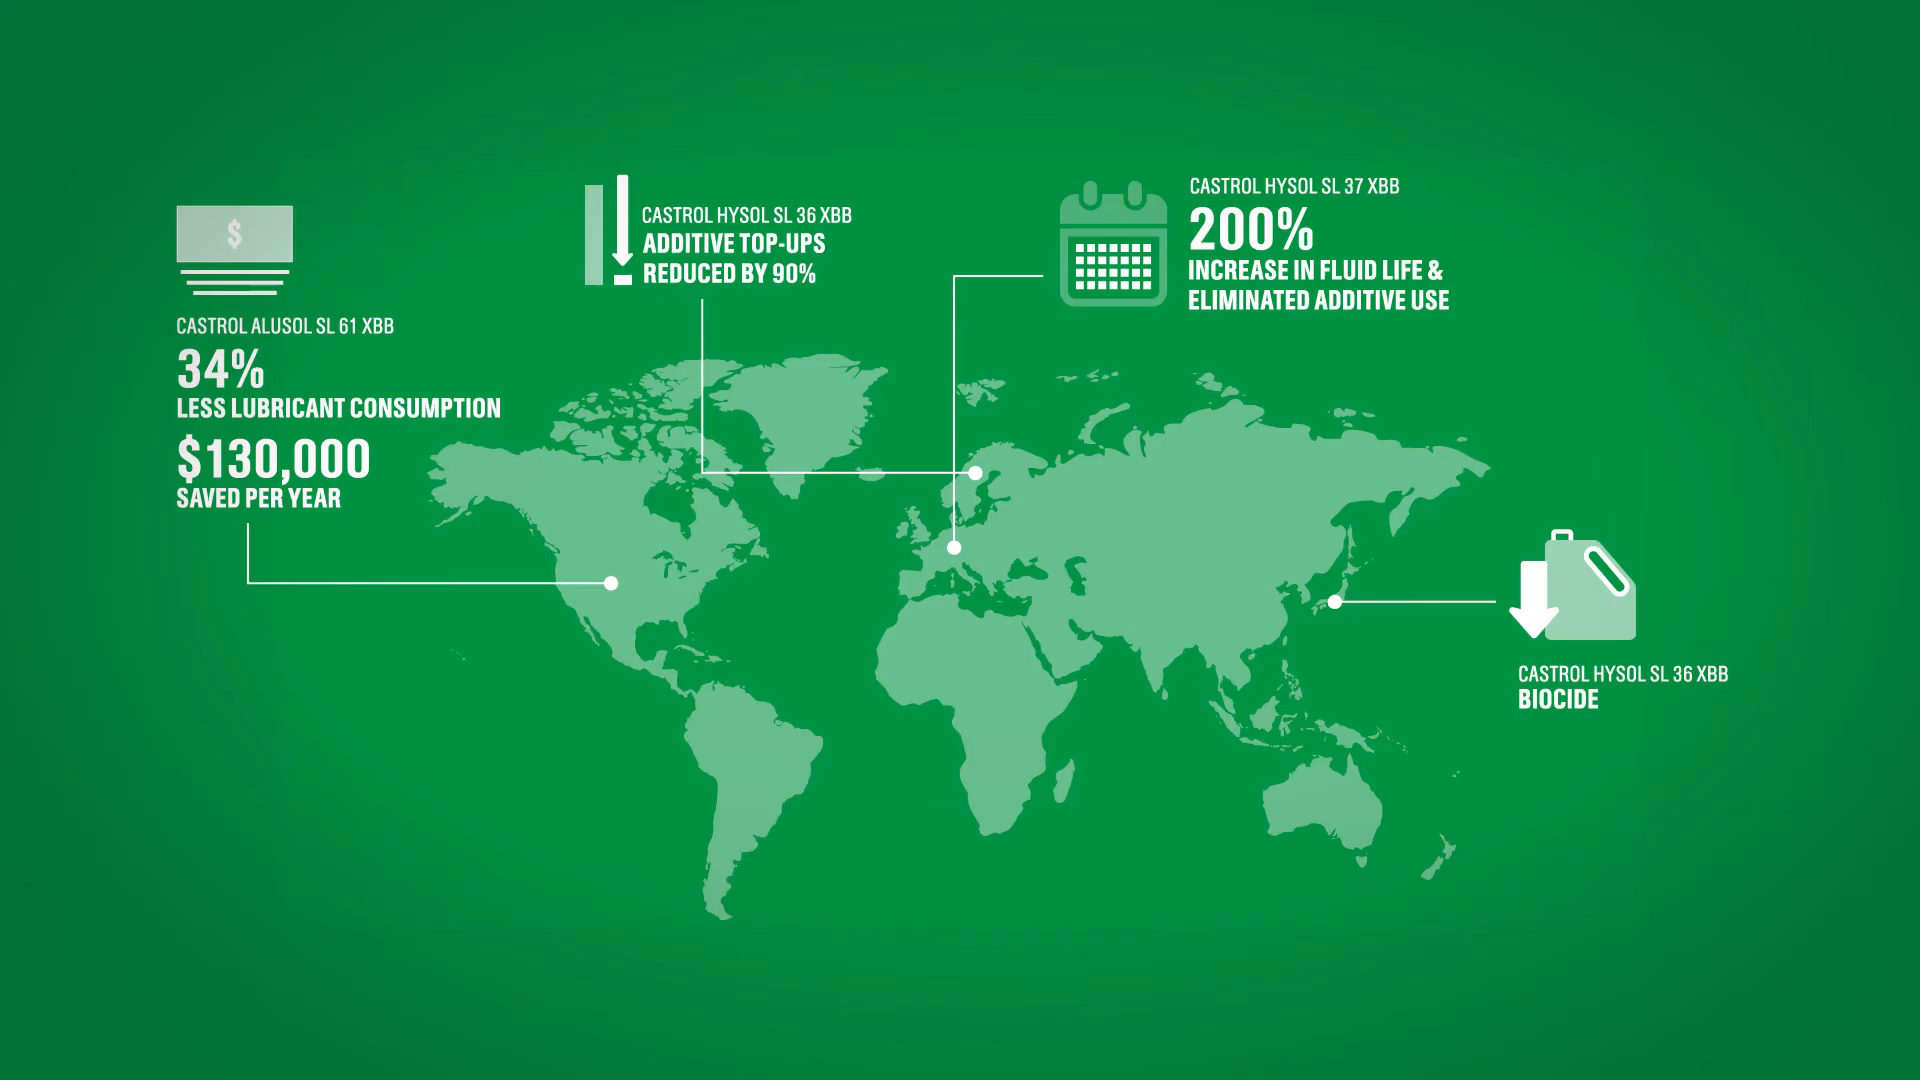 $
CASTROL ALUSOL SL 61 XBB
34%
LESS LUBRICANT CONSUMPTION
$130,000
SAVED PER YEAR
CASTROL HYSOL SL 36 XBB
ADDITIVE TOP-UPS
REDUCED BY 90%
CASTROL HYSOL SL 37 XBB
200%
INCREASE IN FLUID LIFE &
ELIMINATED ADDITIVE USE
CASTROL HYSOL SL 36 XBB
BIOCIDE